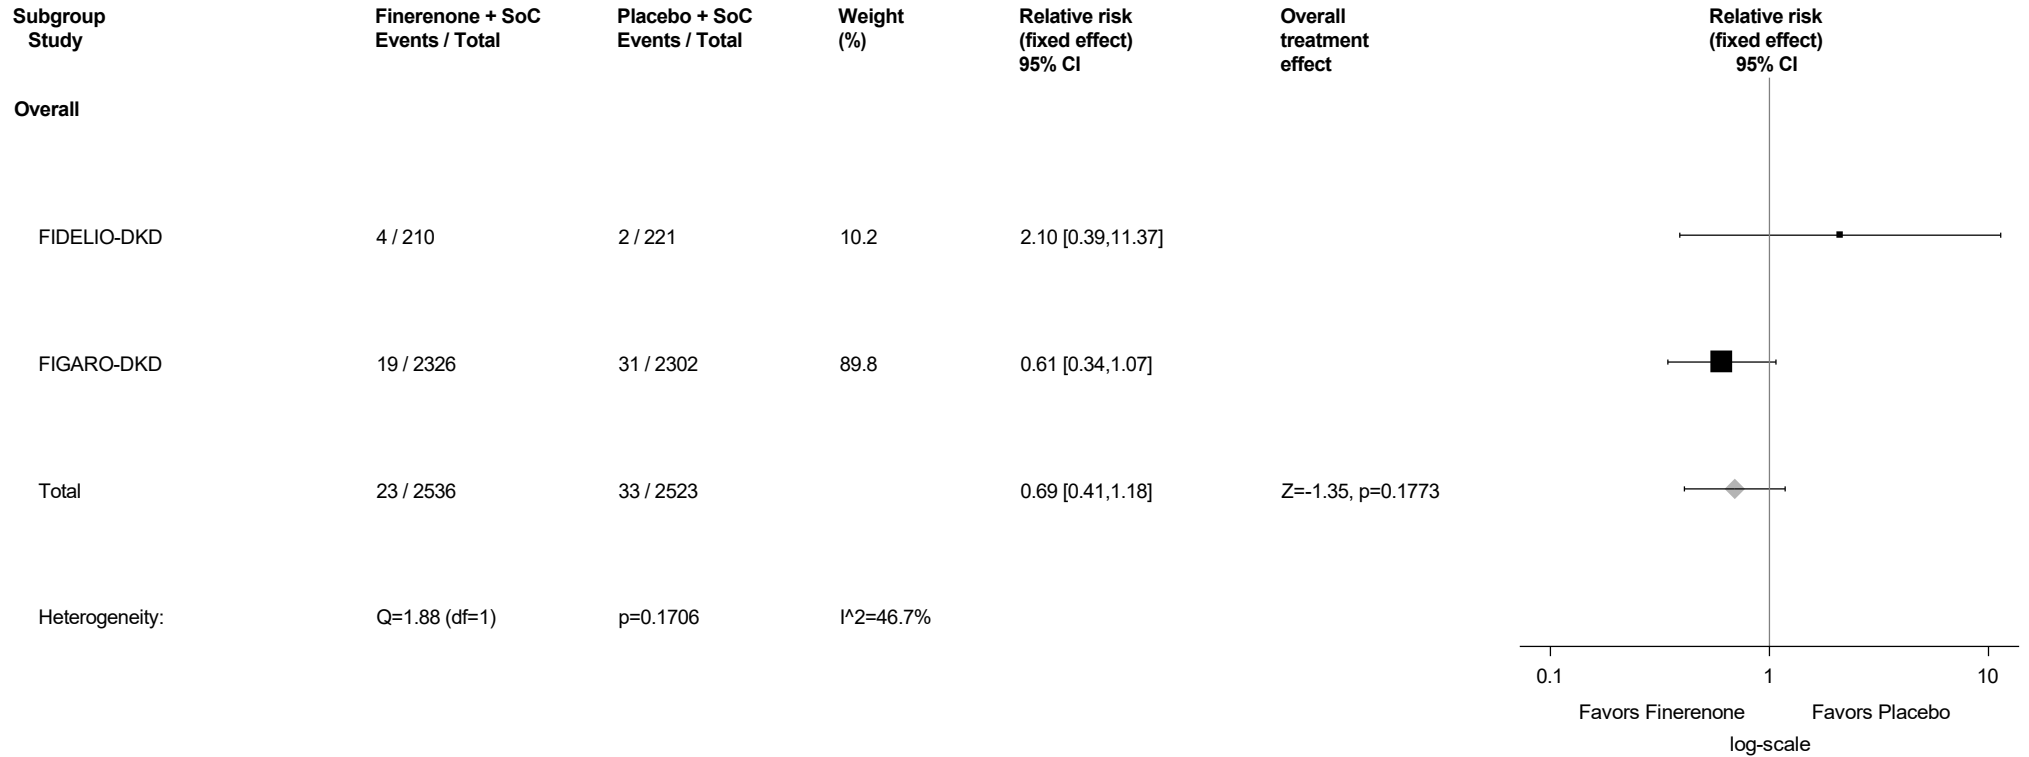 Subgroup Finerenone + SoC Placebo + SoC Weight Relative risk Overall Relative risk
Study Events / Total Events / Total (%) (fixed effect) treatment (fixed effect)
95% CI effect 95% CI
Overall
FIDELIO-DKD 4 / 210 2 / 221 10.2 2.10 [0.39,11.37]
FIGARO-DKD 19 / 2326 31 / 2302 89.8 0.61 [0.34,1.07]
Total 23 / 2536 33 / 2523 0.69 [0.41,1.18] Z=-1.35, p=0.1773
Heterogeneity: Q=1.88 (df=1) p=0.1706 I^2=46.7%
0.1 1 10
Favors Finerenone Favors Placebo
log-scale